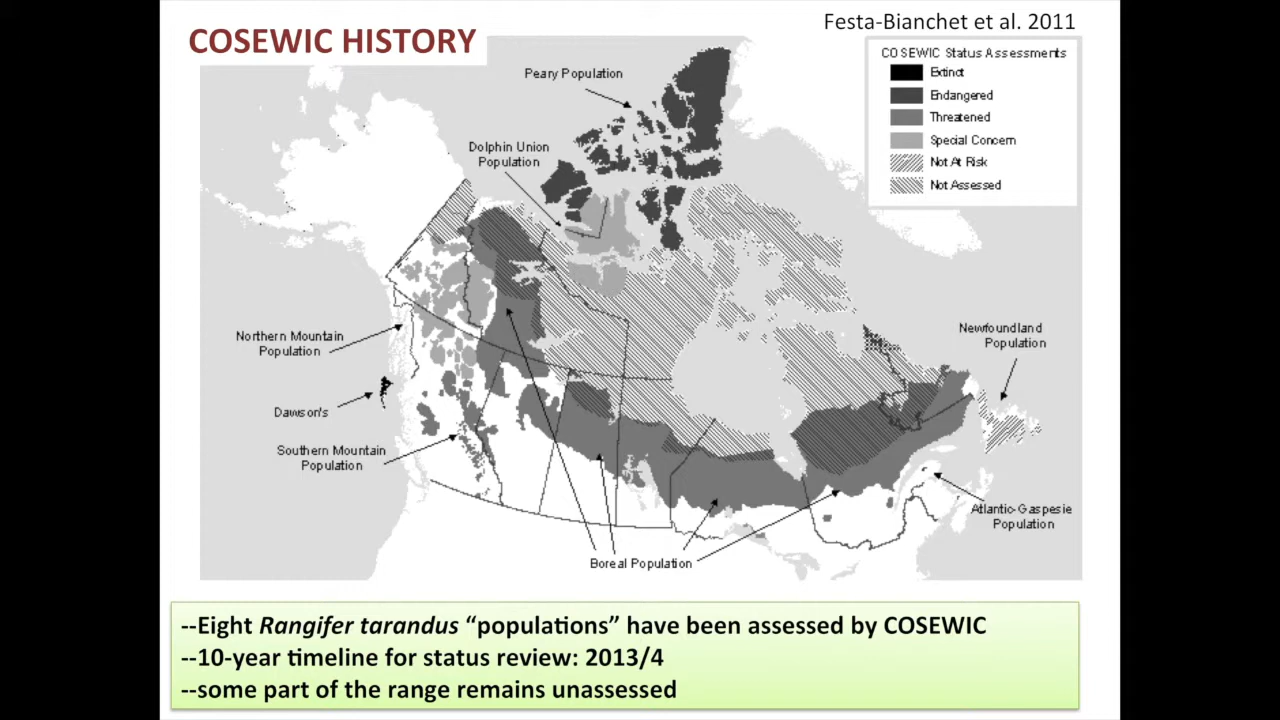 COSEWIC HISTORY
Festa-Bianchet et al. 2011
COSEWIC Status Assessments
Extinct
Endangered
Threatened
Special Concern
Not At Risk
Not Assessed
Peary Population
Dolphin Union
Population
Northern Mountain
Population
Dawson's
Southern Mountain
Population
Newfoundland
Population
Atlantic-Gaspesie
Population
Boreal Population
--Eight Rangifer tarandus “populations” have been assessed by COSEWIC
--10-year timeline for status review: 2013/4
--some part of the range remains unassessed